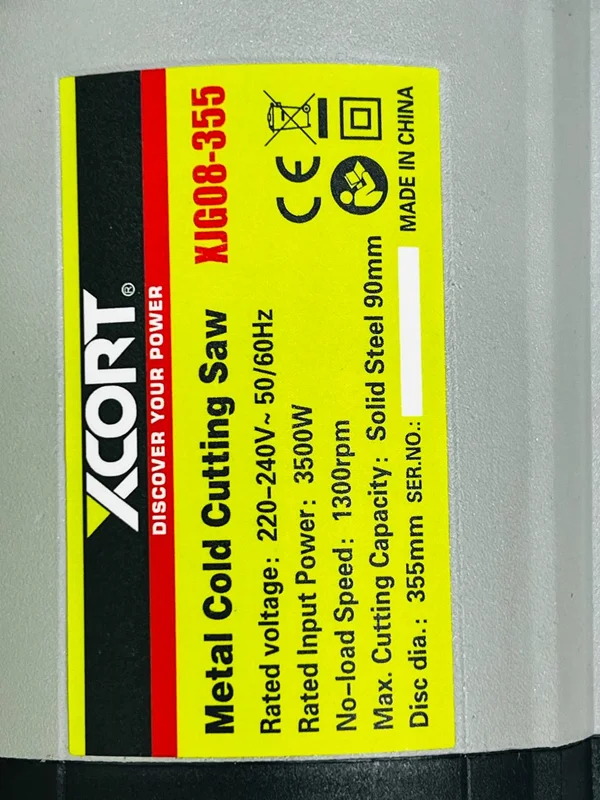 XCORT®
DISCOVER YOUR POWER
Metal Cold Cutting Saw XJG08-355
Rated voltage: 220-240V~ 50/60Hz
Rated Input Power: 3500W
No-load Speed: 1300rpm
Max. Cutting Capacity: Solid Steel 90mm
Disc dia.: 355mm SER.NO.:
CE
MADE IN CHINA